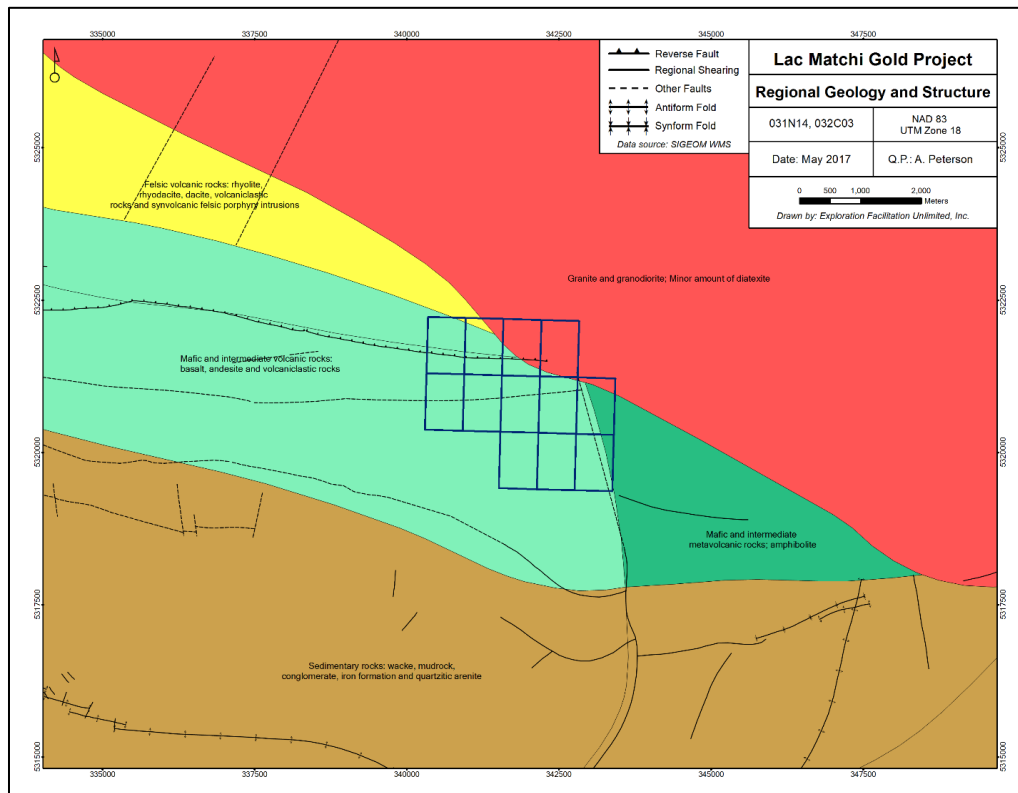 335000
337500
340000
342500
345000
347500
Reverse Fault
Regional Shearing
Other Faults
Antiform Fold
Synform Fold
Data source: SIGEOM WMS
Lac Matchi Gold Project
Regional Geology and Structure
031N14, 032C03
NAD 83
UTM Zone 18
Date: May 2017
Q.P.: A. Peterson
0 500 1,000 2,000
Meters
Drawn by: Exploration Facilitation Unlimited, Inc.
5325000
5325000
Felsic volcanic rocks: rhyolite,
rhyodacite, dacite, volcaniclastic
rocks and synvolcanic felsic porphyry intrusions
Granite and granodiorite; Minor amount of diatexite
5322500
5322500
Mafic and intermediate volcanic rocks:
basalt, andesite and volcaniclastic rocks
5320000
5320000
Mafic and intermediate
metavolcanic rocks; amphibolite
5317500
5317500
Sedimentary rocks: wacke, mudrock,
conglomerate, iron formation and quartzitic arenite
5315000
5315000
335000
337500
340000
342500
345000
347500